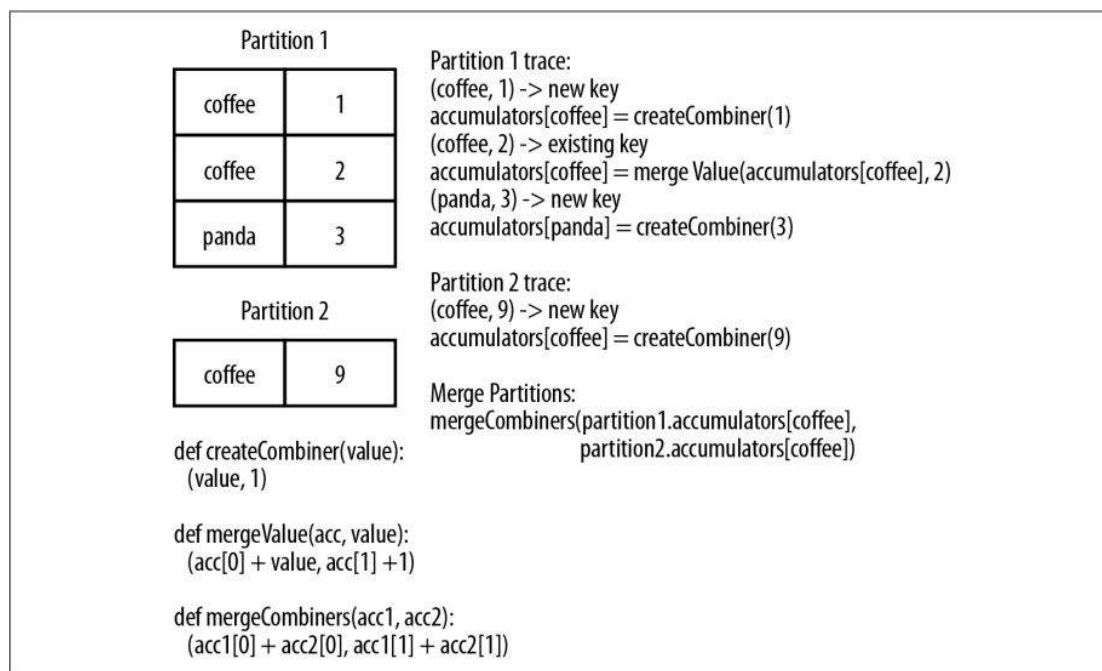 Partition 1
coffee 1
coffee 2
panda 3
Partition 2
coffee 9
def createCombiner(value):
(value, 1)
def mergeValue(acc, value):
(acc[0] + value, acc[1] +1)
def mergeCombiners(acc1, acc2):
(acc1[0] + acc2[0], acc1[1] + acc2[1])
Partition 1 trace:
(coffee, 1) -> new key
accumulators[coffee] = createCombiner(1)
(coffee, 2) -> existing key
accumulators[coffee] = merge Value(accumulators[coffee], 2)
(panda, 3) -> new key
accumulators[panda] = createCombiner(3)
Partition 2 trace:
(coffee, 9) -> new key
accumulators[coffee] = createCombiner(9)
Merge Partitions:
mergeCombiners(partition1.accumulators[coffee],
partition2.accumulators[coffee])